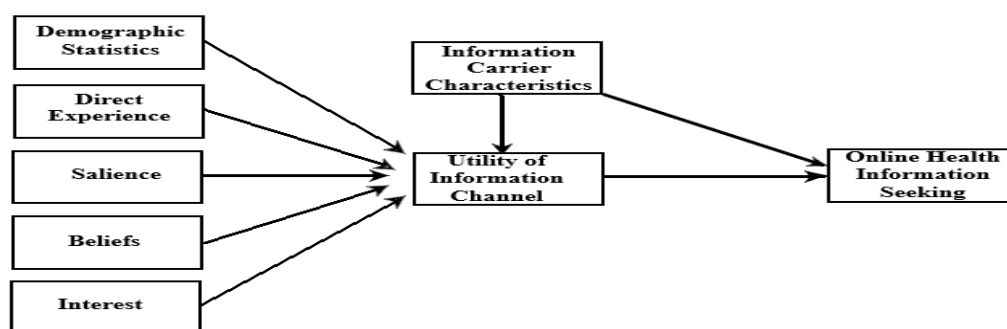 Demographic
Statistics
Direct
Experience
Salience
Beliefs
Interest
Information
Carrier
Characteristics
Utility of
Information
Channel
Online Health
Information
Seeking